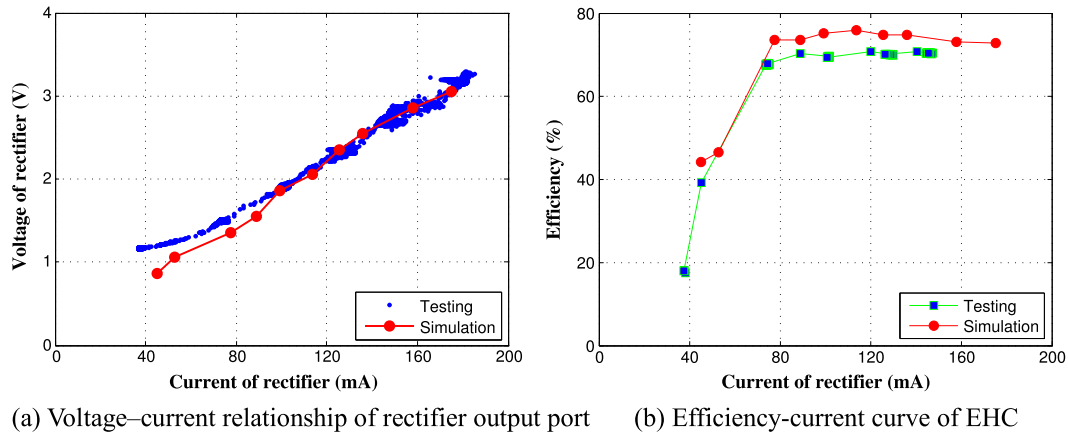 4
3
2
1
0
Voltage of rectifier (V)
0
40
80
120
160
200
Current of rectifier (mA)
Testing
Simulation
(a) Voltage–current relationship of rectifier output port
80
60
40
20
0
Efficiency (%)
0
40
80
120
160
200
Current of rectifier (mA)
Testing
Simulation
(b) Efficiency-current curve of EHC